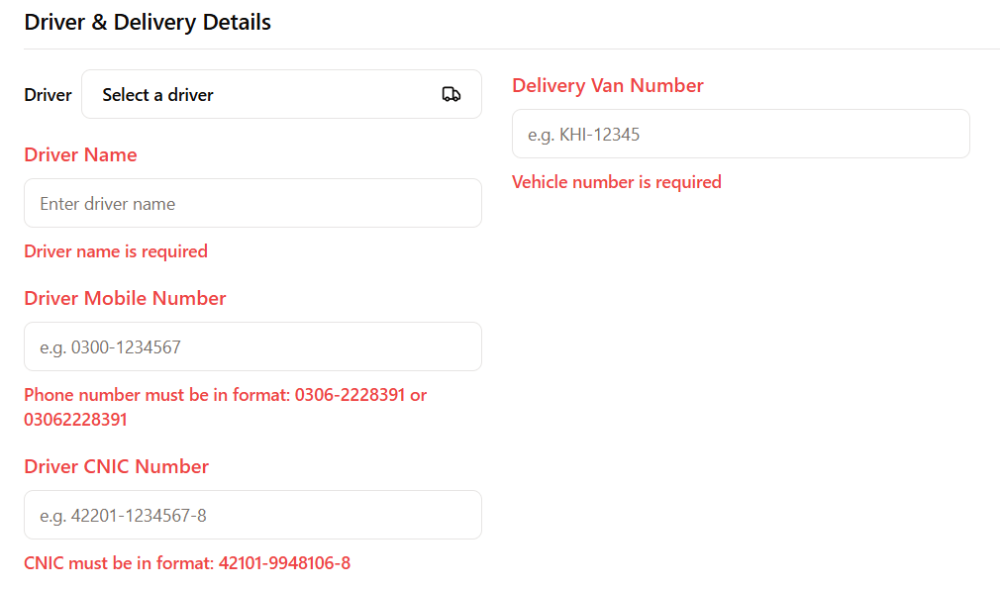 Driver & Delivery Details
Driver
Select a driver
Driver Name
Enter driver name
Driver name is required
Driver Mobile Number
e.g. 0300-1234567
Phone number must be in format: 0306-2228391 or
03062228391
Driver CNIC Number
e.g. 42201-1234567-8
CNIC must be in format: 42101-9948106-8
Delivery Van Number
e.g. KHI-12345
Vehicle number is required